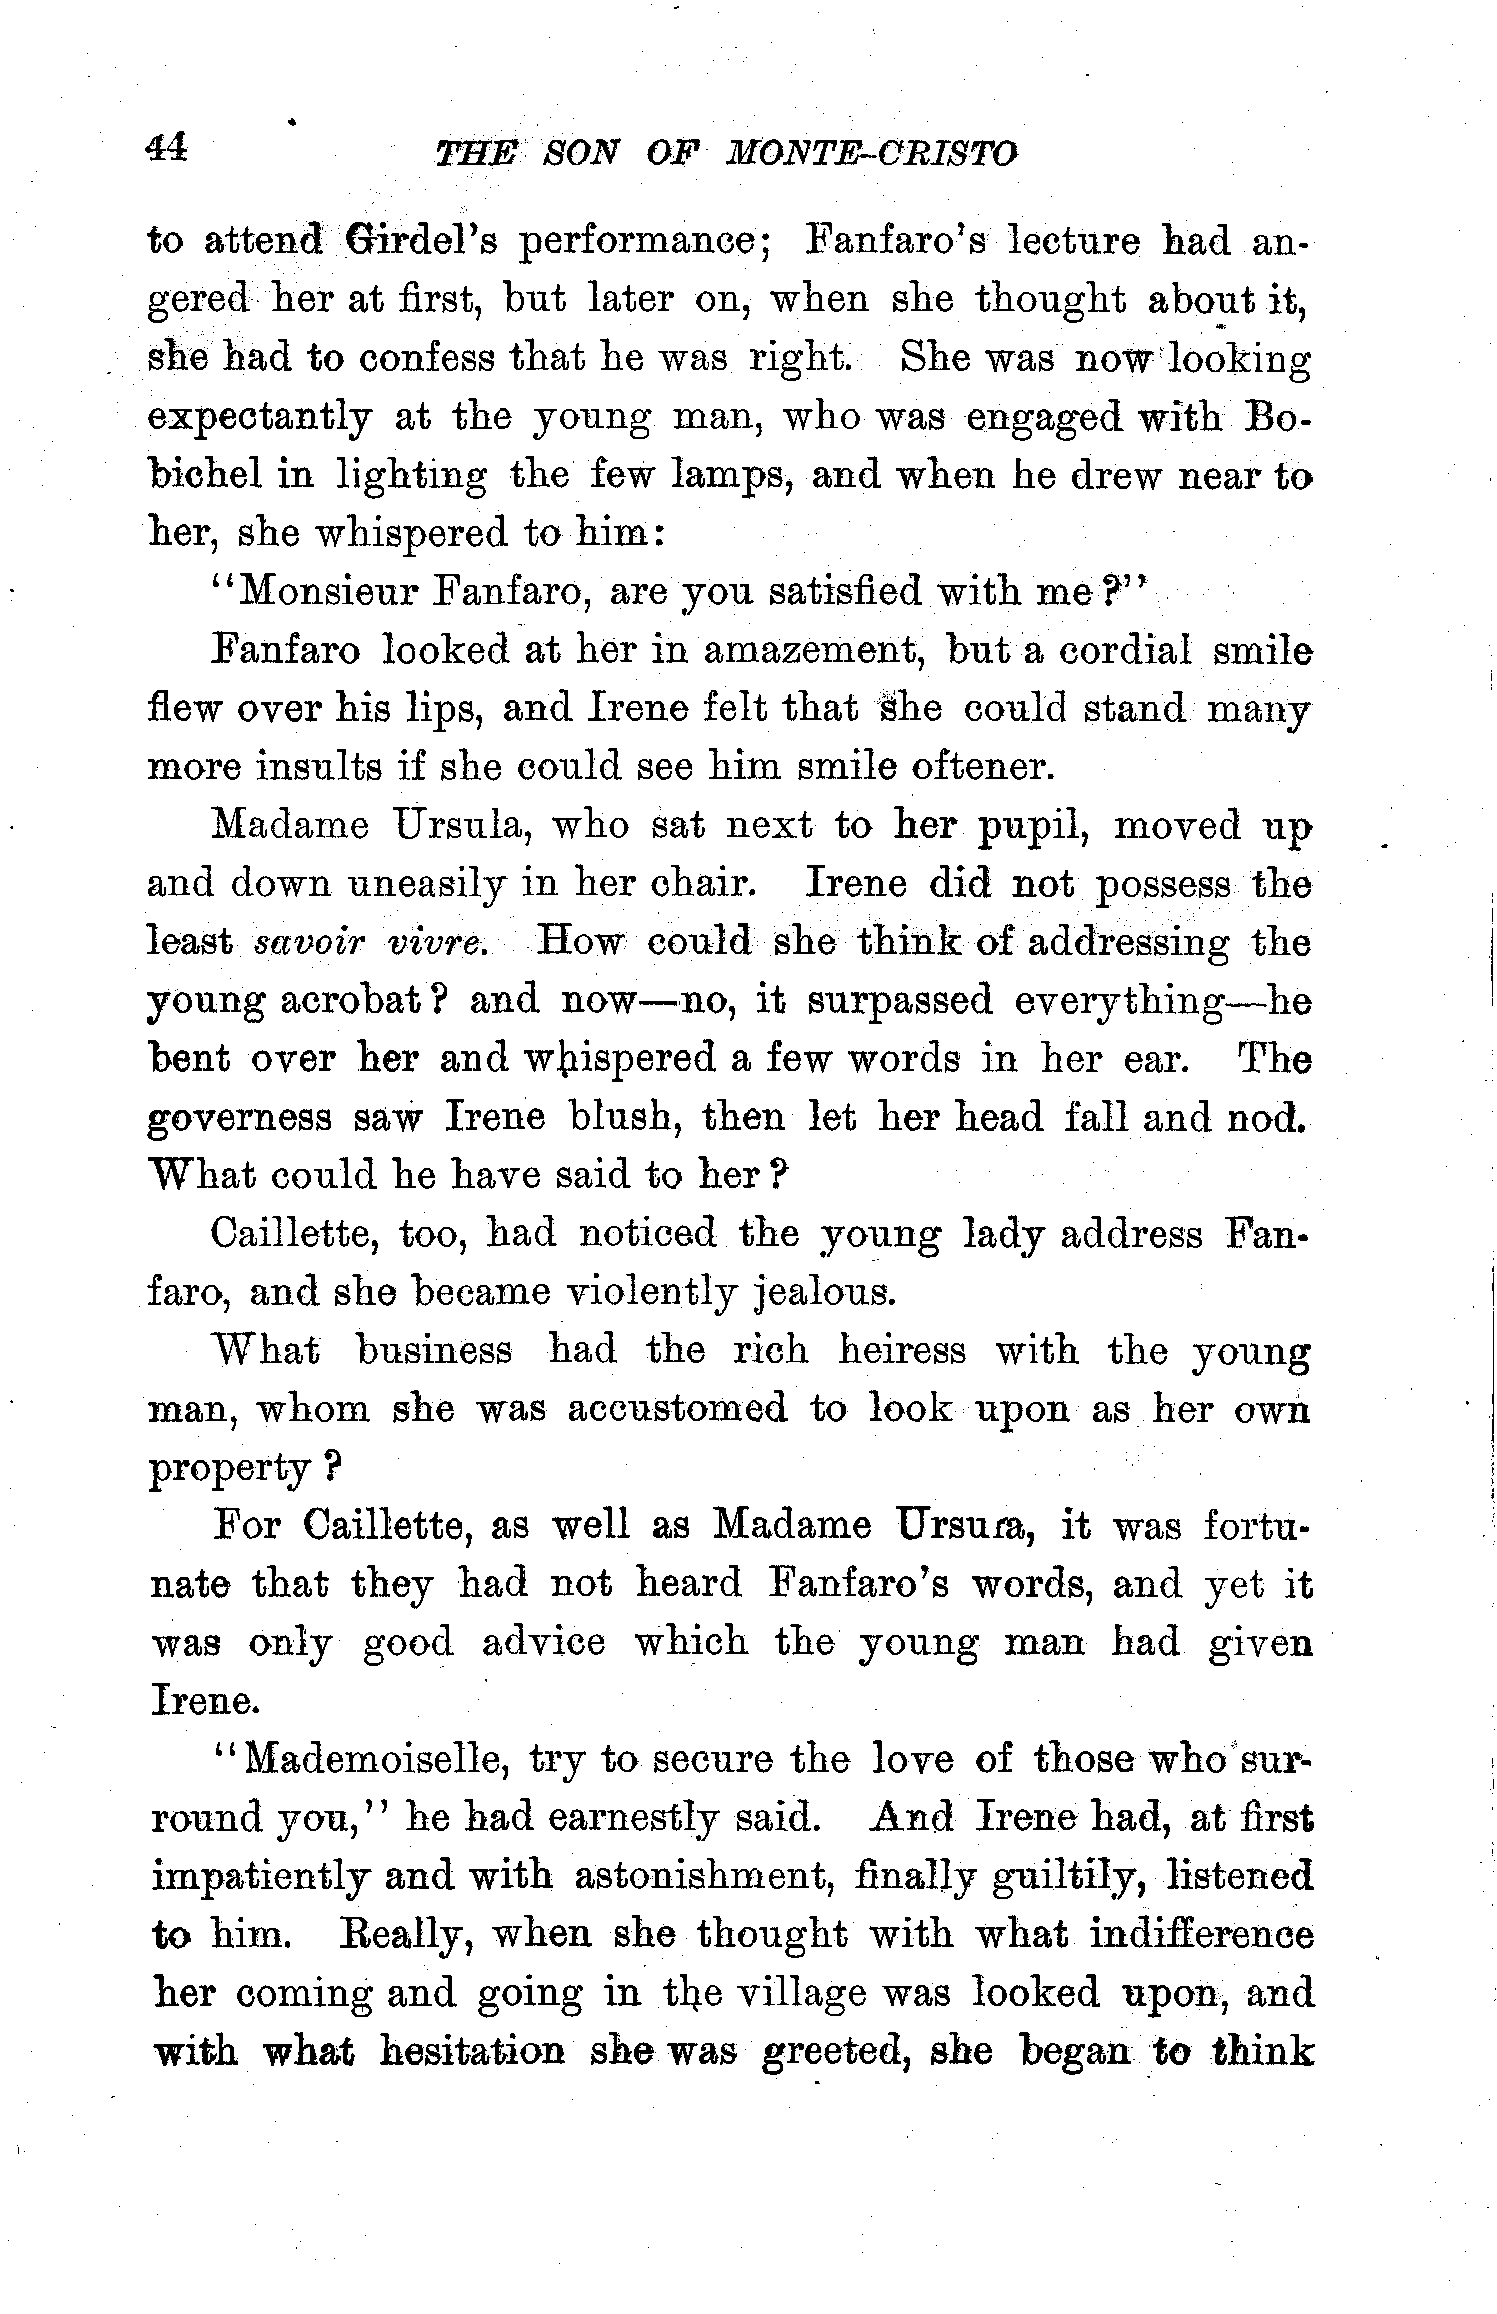 44 THE SON OF MONTE-CRISTO
to attend Girdel's performance; Fanfaro's lecture had an-
gered her at first, but later on, when she thought about it,
she had to confess that he was right. She was now looking
expectantly at the young man, who was engaged with Bo-
bichel in lighting the few lamps, and when he drew near to
her, she whispered to him:
"Monsieur Fanfaro, are you satisfied with me?"
Fanfaro looked at her in amazement, but a cordial smile
flew over his lips, and Irene felt that she could stand many
more insults if she could see him smile oftener.
Madame Ursula, who sat next to her pupil, moved up
and down uneasily in her chair. Irene did not possess the
least savoir vivre. How could she think of addressing the
young acrobat? and now—no, it surpassed everything—he
bent over her and whispered a few words in her ear. The
governess saw Irene blush, then let her head fall and nod.
What could he have said to her?
Caillette, too, had noticed the young lady address Fan-
faro, and she became violently jealous.
What business had the rich heiress with the young
man, whom she was accustomed to look upon as her own
property?
For Caillette, as well as Madame Ursura, it was fortu-
nate that they had not heard Fanfaro's words, and yet it
was only good advice which the young man had given
Irene.
"Mademoiselle, try to secure the love of those who sur-
round you," he had earnestly said. And Irene had, at first
impatiently and with astonishment, finally guiltily, listened
to him. Really, when she thought with what indifference
her coming and going in the village was looked upon, and
with what hesitation she was greeted, she began to think